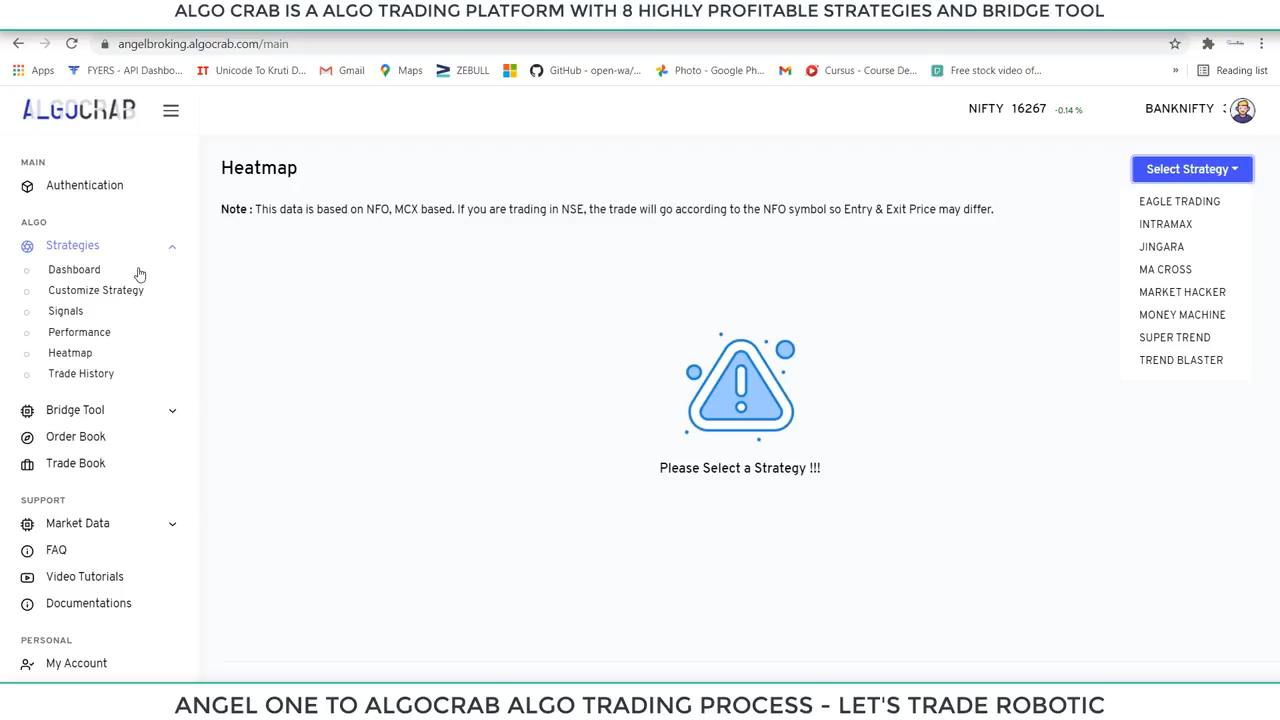 ALGO CRAB IS A ALGO TRADING PLATFORM WITH 8 HIGHLY PROFITABLE STRATEGIES AND BRIDGE TOOL
angelbroking.algocrab.com/main
Apps FYERS - API Dashbo... Unicode To Kruti D... Gmail Maps ZEBULL GitHub - open-wa/... Photo - Google Ph... Cursus - Course De... Free stock video of... » Reading list
ALGOCRAB NIFTY 16267 -0.14 % BANKNIFTY
Heatmap
Select Strategy
Note : This data is based on NFO, MCX based. If you are trading in NSE, the trade will go according to the NFO symbol so Entry & Exit Price may differ.
MAIN
Authentication
ALGO
Strategies
Dashboard
Customize Strategy
Signals
Performance
Heatmap
Trade History
Bridge Tool
Order Book
Trade Book
SUPPORT
Market Data
FAQ
Video Tutorials
Documentations
PERSONAL
My Account
EAGLE TRADING
INTRAMAX
JINGARA
MA CROSS
MARKET HACKER
MONEY MACHINE
SUPER TREND
TREND BLASTER
Please Select a Strategy !!!
ANGEL ONE TO ALGOCRAB ALGO TRADING PROCESS - LET'S TRADE ROBOTIC